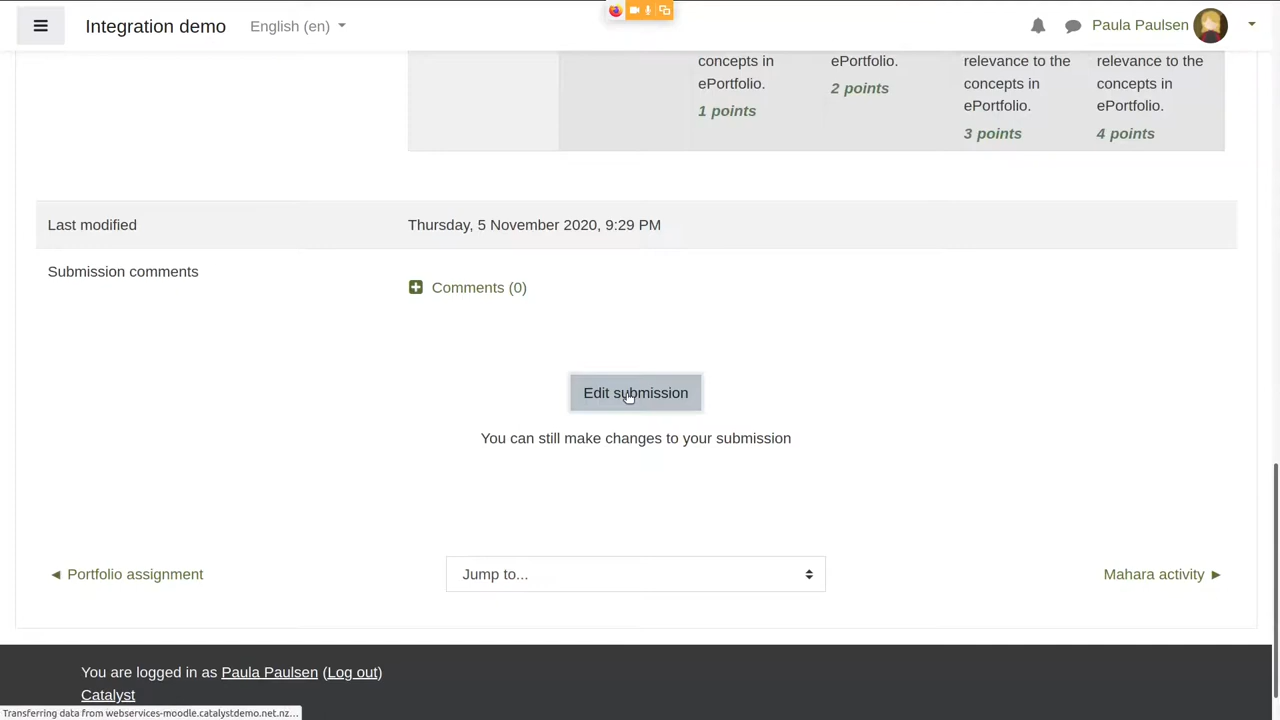 Integration demo
English (en)
Paula Paulsen
concepts in
ePortfolio.
1 points
ePortfolio.
2 points
relevance to the
concepts in
ePortfolio.
3 points
relevance to the
concepts in
ePortfolio.
4 points
Last modified
Thursday, 5 November 2020, 9:29 PM
Submission comments
Comments (0)
Edit submission
You can still make changes to your submission
◄ Portfolio assignment
Jump to...
Mahara activity ►
You are logged in as Paula Paulsen (Log out)
Catalyst
Transferring data from webservices-moodle.catalystdemo.net.nz...